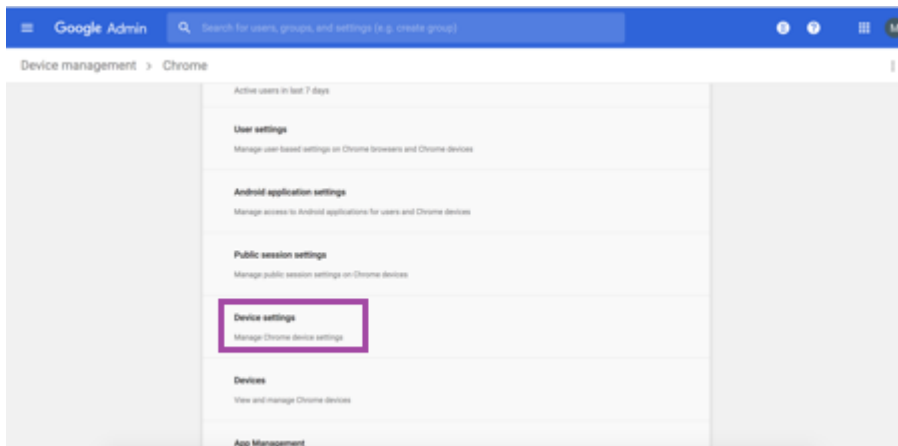 Google Admin
Search for users, groups, and settings (e.g. create group)
Device management > Chrome
Active users in last 7 days
User settings
Manage user-based settings on Chrome browsers and Chrome devices
Android application settings
Manage access to Android applications for users and Chrome devices
Public session settings
Manage public session settings on Chrome devices
Device settings
Manage Chrome device settings
Devices
View and manage Chrome devices
App Management